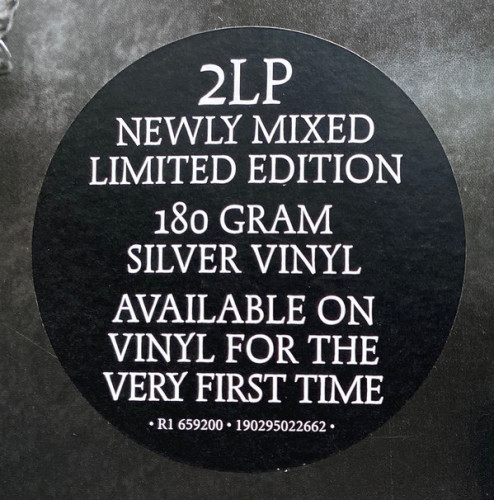 2LP
NEWLY MIXED
LIMITED EDITION
180 GRAM
SILVER VINYL
AVAILABLE ON
VINYL FOR THE
VERY FIRST TIME
• R1 659200 • 190295022662 •